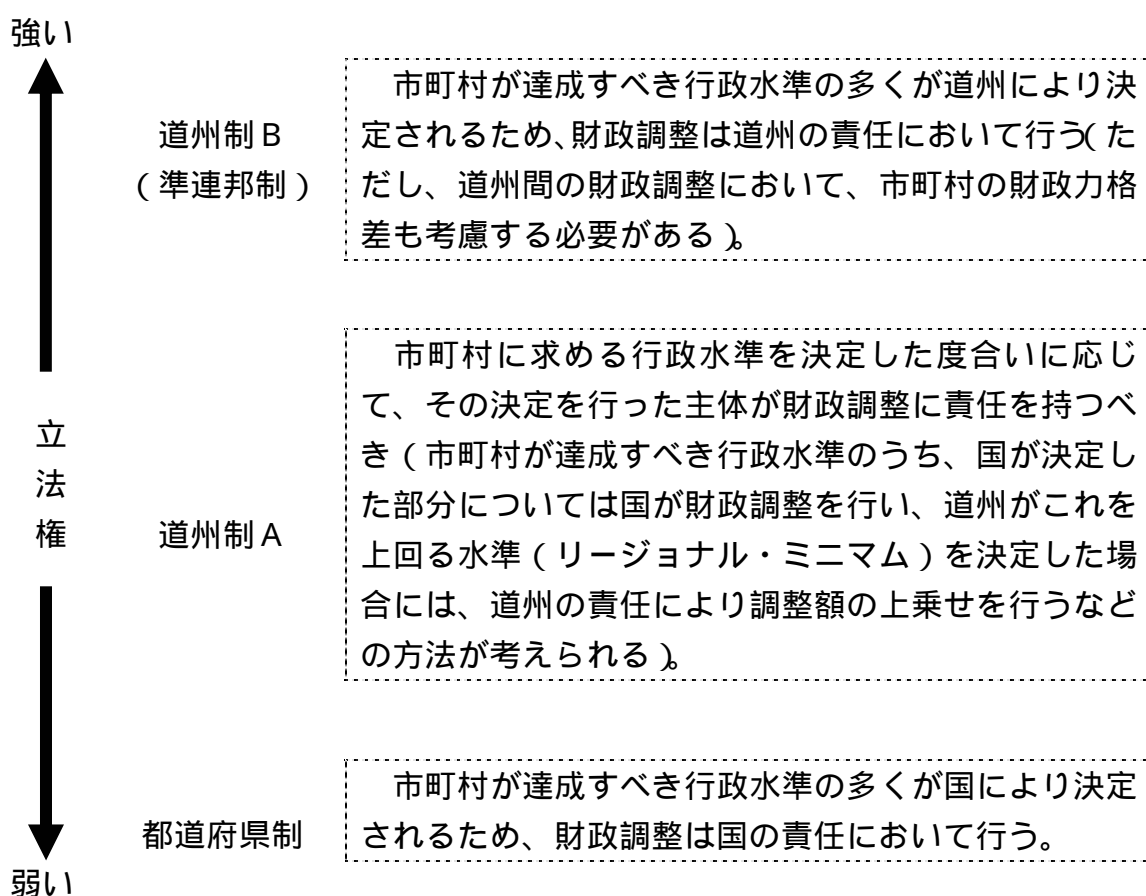 強い
市町村が達成すべき行政水準の多くが道州により決
定されるため、財政調整は道州の責任において行う(た
だし、道州間の財政調整において、市町村の財政力格
差も考慮する必要がある)。
道州制B
(準連邦制)
市町村に求める行政水準を決定した度合いに応じ
て、その決定を行った主体が財政調整に責任を持つべ
き(市町村が達成すべき行政水準のうち、国が決定し
た部分については国が財政調整を行い、道州がこれを
上回る水準(リージョナル・ミニマム)を決定した場
合には、道州の責任により調整額の上乗せを行うなど
の方法が考えられる)。
立法権
道州制A
市町村が達成すべき行政水準の多くが国により決定
されるため、財政調整は国の責任において行う。
都道府県制
弱い